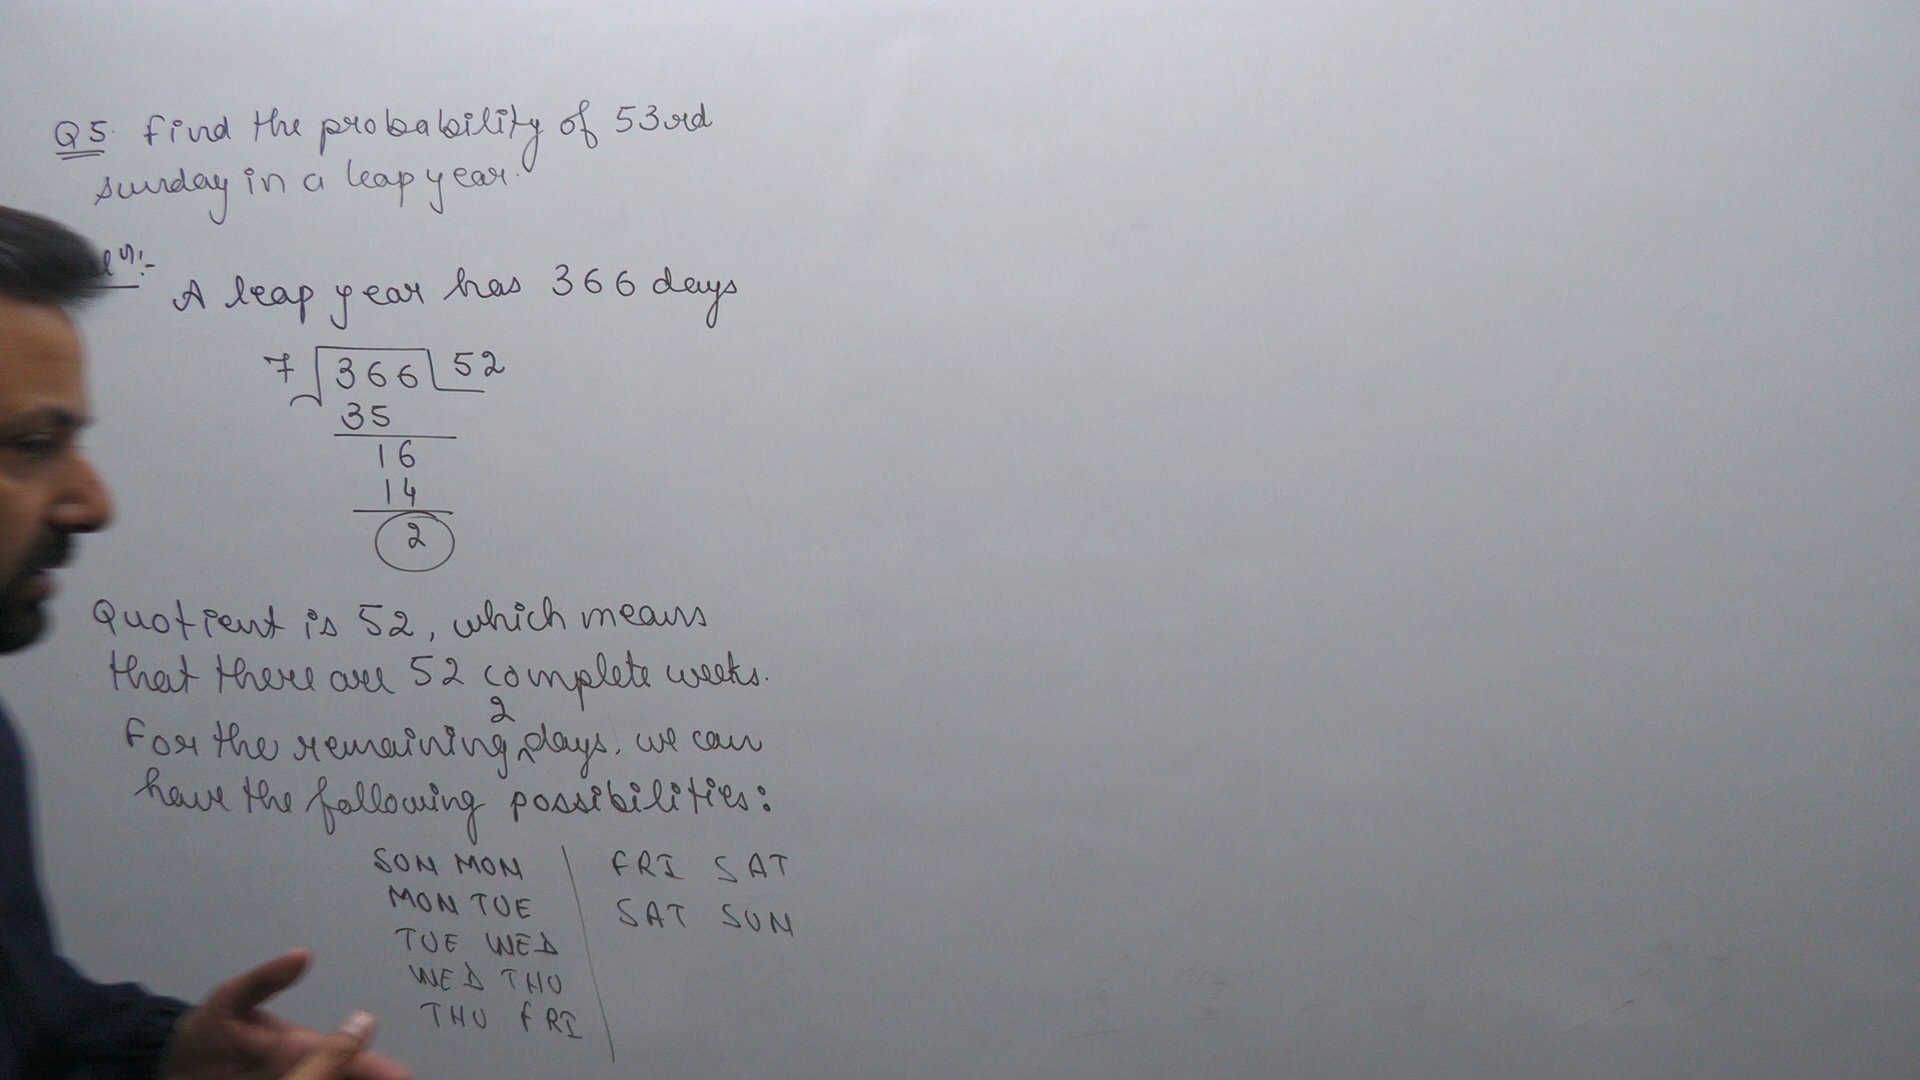 Q5. Find the probability of 53rd
sunday in a leap year.
A leap year has 366 days
7 366 52
35
16
14
2
Quotient is 52, which means
that there are 52 complete weeks.
2
For the remaining ^ days, we can
have the following possibilities:
SUN MON
MON TUE
TUE WED
WED THU
THU FRI
FRI SAT
SAT SUN